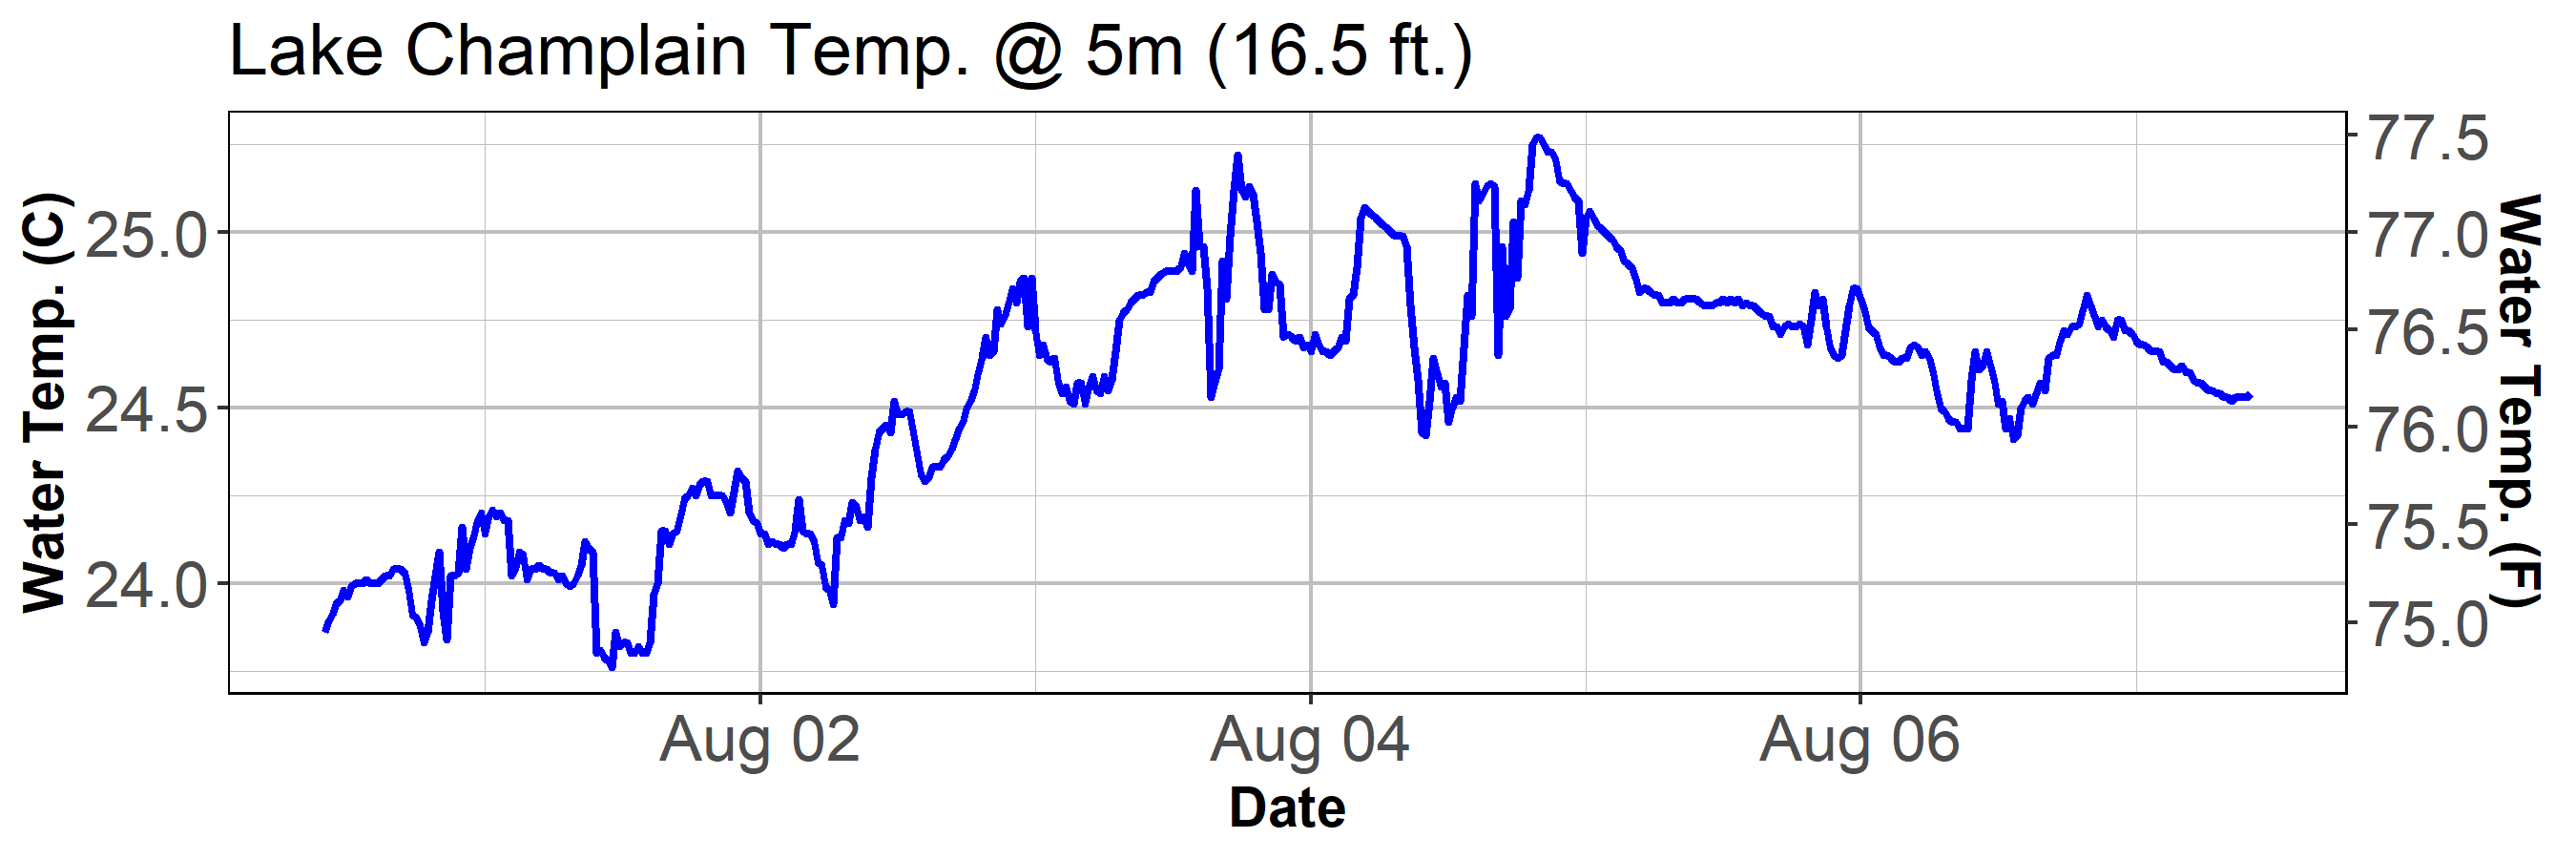 Lake Champlain Temp. @ 5m (16.5 ft.)
Water Temp. (C)
25.0
24.5
24.0
77.5
77.0
76.5
76.0
75.5
75.0
Water Temp. (F)
Aug 02
Aug 04
Aug 06
Date